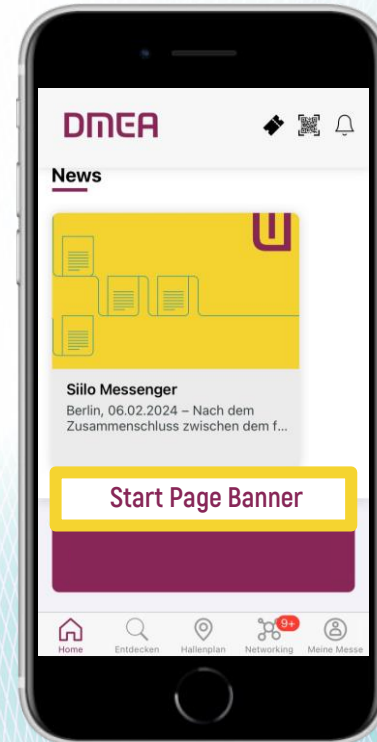 DMEA
News
Siilo Messenger
Berlin, 06.02.2024 – Nach dem
Zusammenschluss zwischen dem f...
Start Page Banner
9+
Home Entdecken Hallenplan Networking Meine Messe